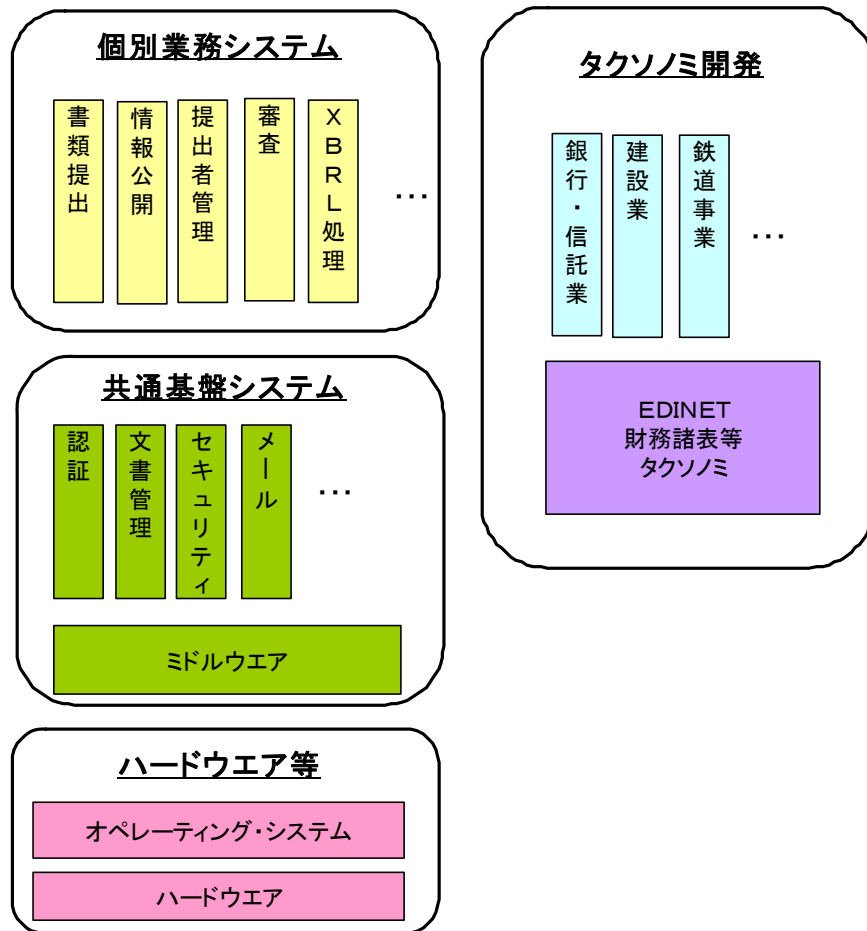 個別業務システム
書類提出
情報公開
提出者管理
審査
ＸＢＲＬ処理
…
共通基盤システム
認証
文書管理
セキュリティ
メール
…
ミドルウエア
ハードウエア等
オペレーティング・システム
ハードウエア
タクソノミ開発
銀行・信託業
建設業
鉄道事業
…
ＥＤＩＮＥＴ
財務諸表等
タクソノミ